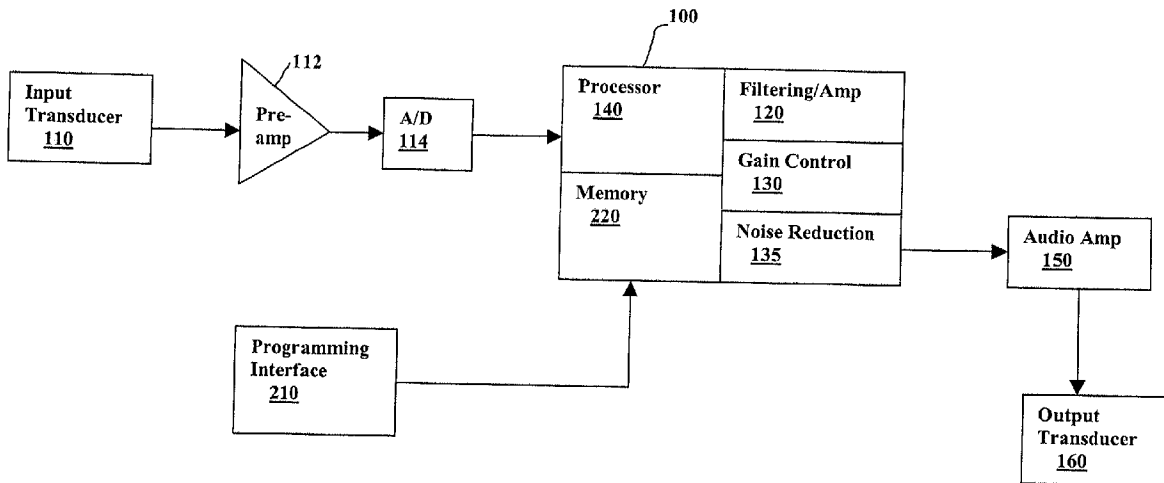 100
112
Input
Transducer
110
Pre-
amp
A/D
114
Processor
140
Filtering/Amp
120
Gain Control
130
Memory
220
Noise Reduction
135
Audio Amp
150
Programming
Interface
210
Output
Transducer
160